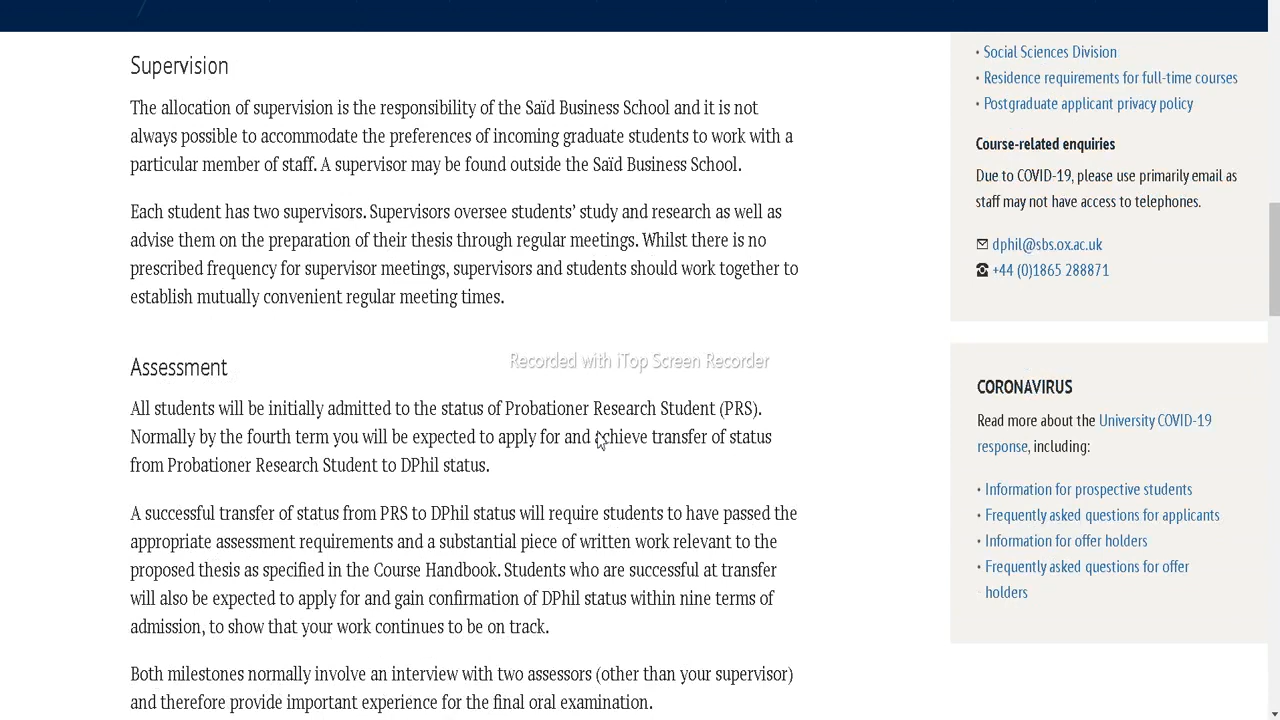 Supervision
The allocation of supervision is the responsibility of the Saïd Business School and it is not
always possible to accommodate the preferences of incoming graduate students to work with a
particular member of staff. A supervisor may be found outside the Saïd Business School.
Each student has two supervisors. Supervisors oversee students’ study and research as well as
advise them on the preparation of their thesis through regular meetings. Whilst there is no
prescribed frequency for supervisor meetings, supervisors and students should work together to
establish mutually convenient regular meeting times.
Assessment
Recorded with iTop Screen Recorder
All students will be initially admitted to the status of Probationer Research Student (PRS).
Normally by the fourth term you will be expected to apply for and achieve transfer of status
from Probationer Research Student to DPhil status.
A successful transfer of status from PRS to DPhil status will require students to have passed the
appropriate assessment requirements and a substantial piece of written work relevant to the
proposed thesis as specified in the Course Handbook. Students who are successful at transfer
will also be expected to apply for and gain confirmation of DPhil status within nine terms of
admission, to show that your work continues to be on track.
Both milestones normally involve an interview with two assessors (other than your supervisor)
and therefore provide important experience for the final oral examination.
• Social Sciences Division
• Residence requirements for full-time courses
• Postgraduate applicant privacy policy
Course-related enquiries
Due to COVID-19, please use primarily email as
staff may not have access to telephones.
dphil@sbs.ox.ac.uk
+44 (0)1865 288871
CORONAVIRUS
Read more about the University COVID-19
response, including:
• Information for prospective students
• Frequently asked questions for applicants
• Information for offer holders
• Frequently asked questions for offer
holders